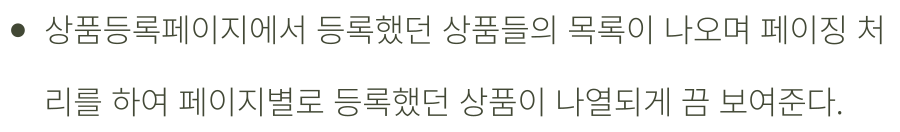 ● 상품등록페이지에서 등록했던 상품들의 목록이 나오며 페이징 처
리를 하여 페이지별로 등록했던 상품이 나열되게 끔 보여준다.